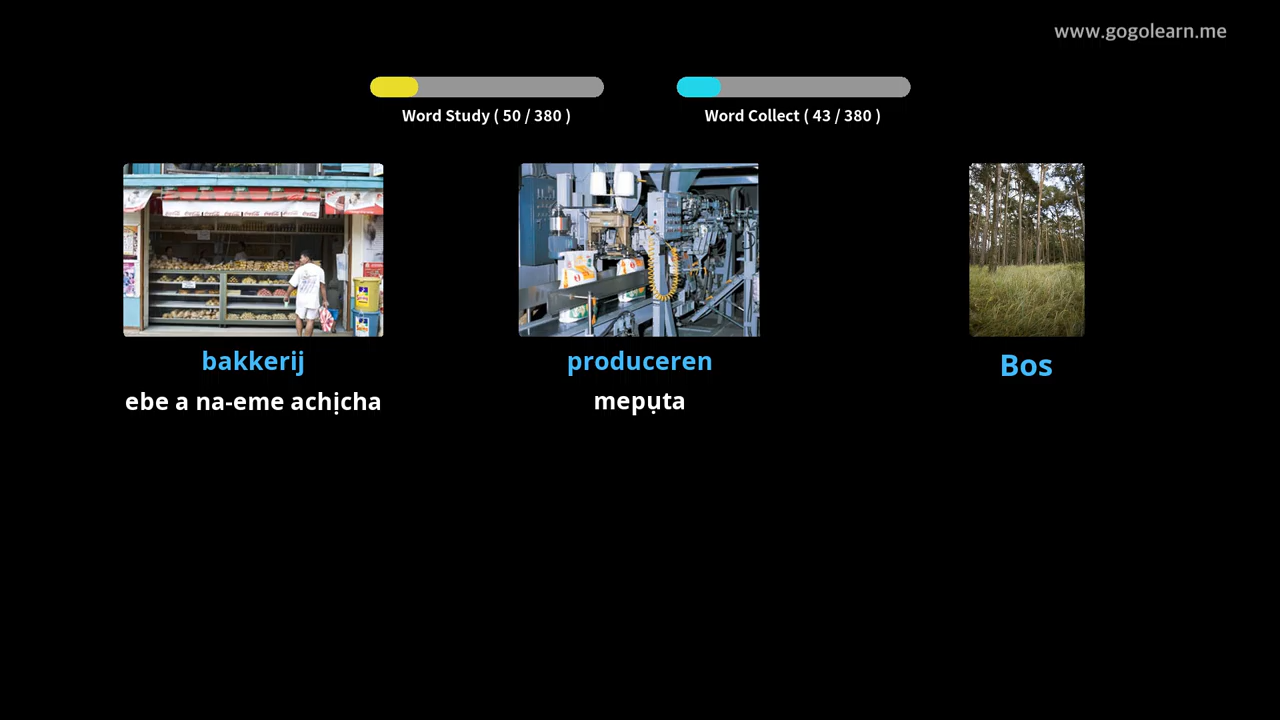 www.gogolearn.me
Word Study ( 50 / 380 )
Word Collect ( 43 / 380 )
bakkerij
ebe a na-eme achịcha
produceren
mepụta
Bos